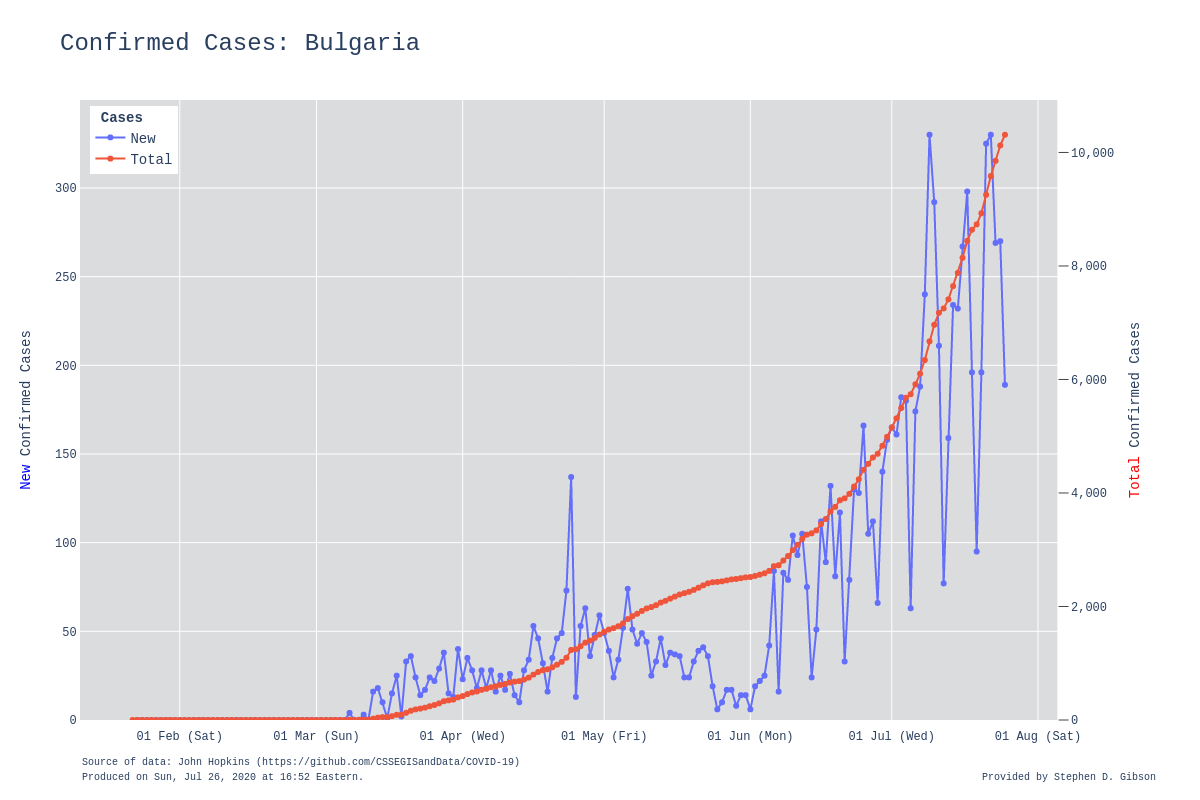 Confirmed Cases: Bulgaria
Cases
New
Total
300
250
200
150
100
50
0
10,000
8,000
6,000
4,000
2,000
0
New Confirmed Cases
Total Confirmed Cases
01 Feb (Sat)
01 Mar (Sun)
01 Apr (Wed)
01 May (Fri)
01 Jun (Mon)
01 Jul (Wed)
01 Aug (Sat)
Source of data: John Hopkins (https://github.com/CSSEGISandData/COVID-19)
Produced on Sun, Jul 26, 2020 at 16:52 Eastern.
Provided by Stephen D. Gibson